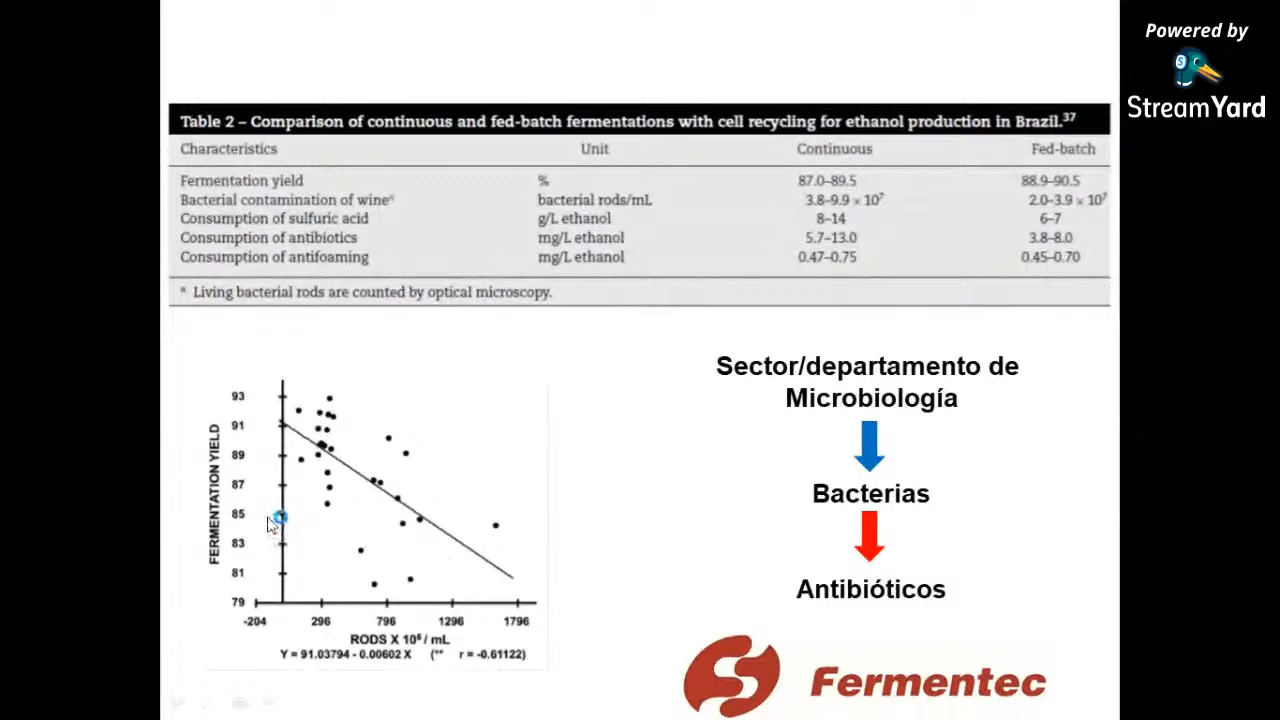 Powered by
StreamYard
Table 2 – Comparison of continuous and fed-batch fermentations with cell recycling for ethanol production in Brazil.37
Characteristics Unit Continuous Fed-batch
Fermentation yield % 87.0–89.5 88.9–90.5
Bacterial contamination of wineª bacterial rods/mL 3.8–9.9 × 10⁷ 2.0–3.9 × 10⁷
Consumption of sulfuric acid g/L ethanol 8–14 6–7
Consumption of antibiotics mg/L ethanol 5.7–13.0 3.8–8.0
Consumption of antifoaming mg/L ethanol 0.47–0.75 0.45–0.70
ª Living bacterial rods are counted by optical microscopy.
FERMENTATION YIELD
93
91
89
87
85
83
81
79
-204 296 796 1296 1796
RODS X 10⁶ / mL
Y = 91.03794 - 0.00602 X (** r = -0.61122)
Sector/departamento de
Microbiología
Bacterias
Antibióticos
Fermentec